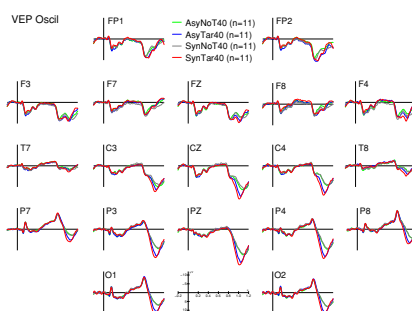 VEP Oscil
FP1
AsyNoT40 (n=11)
AsyTar40 (n=11)
SynNoT40 (n=11)
SynTar40 (n=11)
FP2
F3
F7
FZ
F8
F4
T7
C3
CZ
C4
T8
P7
P3
PZ
P4
P8
O1
O2